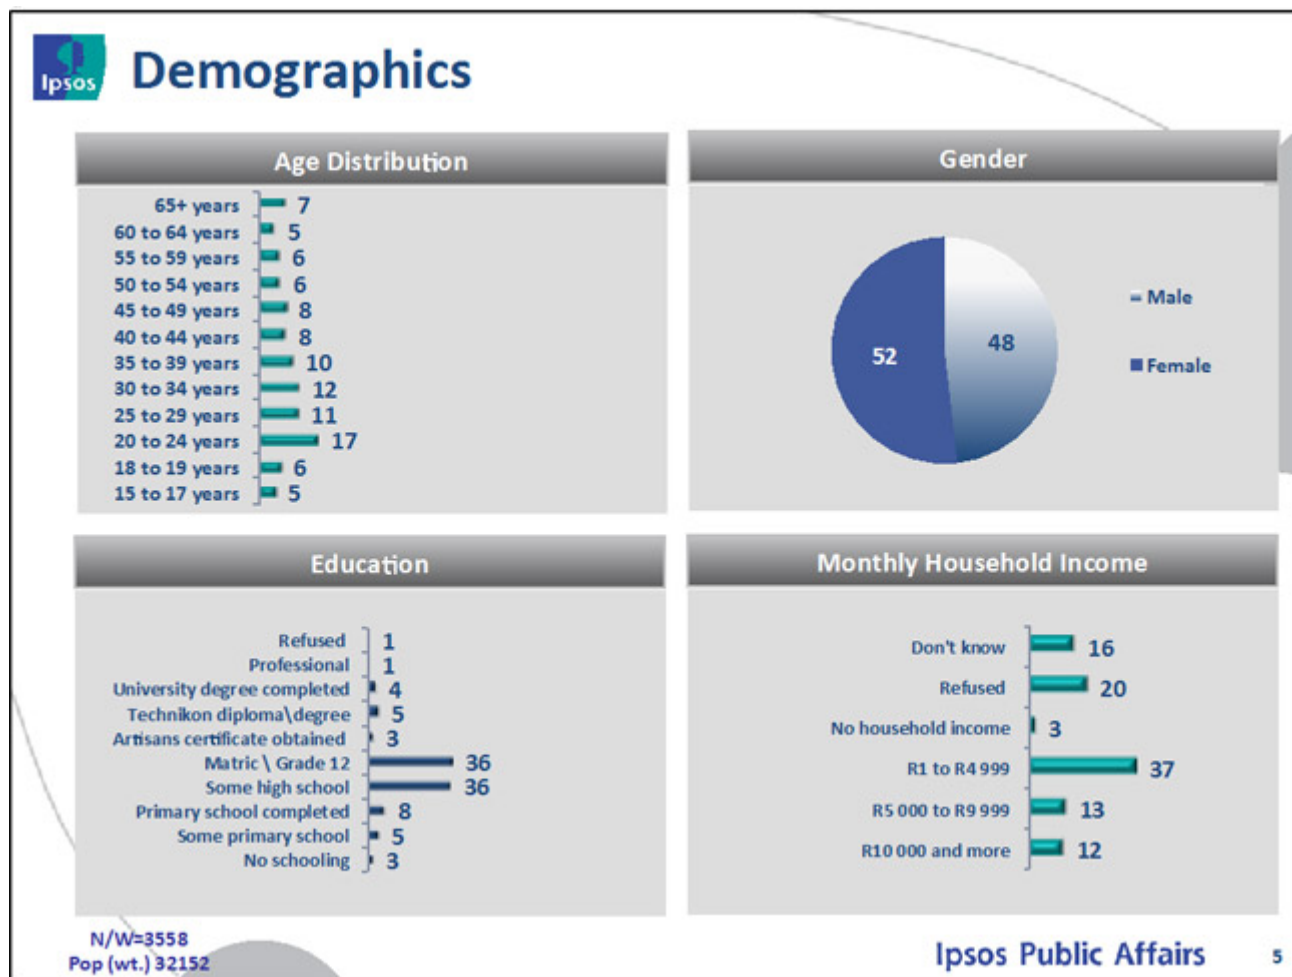 Ipsos
Demographics
Age Distribution
65+ years 7
60 to 64 years 5
55 to 59 years 6
50 to 54 years 6
45 to 49 years 8
40 to 44 years 8
35 to 39 years 10
30 to 34 years 12
25 to 29 years 11
20 to 24 years 17
18 to 19 years 6
15 to 17 years 5
Gender
52
48
Male
Female
Education
Refused 1
Professional 1
University degree completed 4
Technikon diploma\degree 5
Artisans certificate obtained 3
Matric \ Grade 12 36
Some high school 36
Primary school completed 8
Some primary school 5
No schooling 3
Monthly Household Income
Don't know 16
Refused 20
No household income 3
R1 to R4 999 37
R5 000 to R9 999 13
R10 000 and more 12
N/W=3558
Pop (wt.) 32152
Ipsos Public Affairs 5